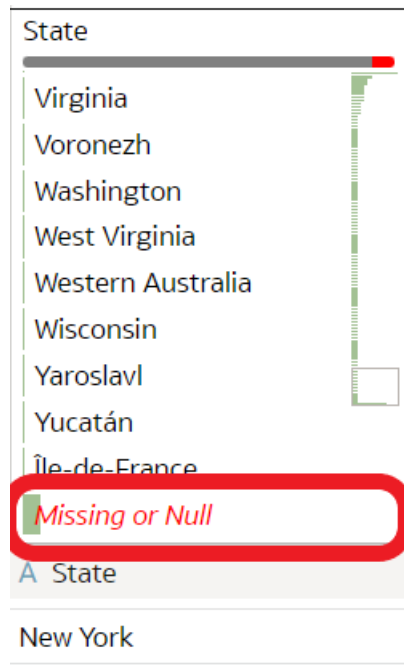 State
Virginia
Voronezh
Washington
West Virginia
Western Australia
Wisconsin
Yaroslavl
Yucatán
Île-de-France
Missing or Null
A State
New York